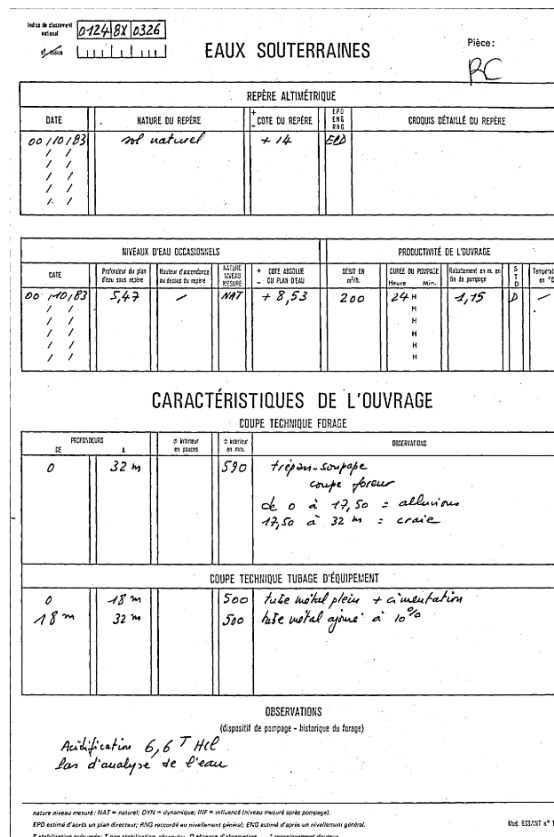 Indice de classement national 0124 8X 0326
EAUX SOUTERRAINES
Pièce :
RC
REPÈRE ALTIMÉTRIQUE
DATE NATURE DU REPÈRE + - COTE DU REPÈRE EPD ENG RNG CROQUIS DÉTAILLÉ DU REPÈRE
00/10/83 sol naturel + 14 EPD
/ /
/ /
/ /
/ /
/ /
NIVEAUX D'EAU OCCASIONNELS PRODUCTIVITÉ DE L'OUVRAGE
DATE Profondeur du plan d'eau sous repère Hauteur d'ascendance au dessus du repère NATURE NIVEAU MESURE + - COTE ABSOLUE DU PLAN D'EAU DÉBIT EN m³/h. DURÉE DU POMPAGE Heure Min. Rabattement en m. en fin de pompage S T D Températ en °C
00/10/83 5,47 / NAT + 8,53 200 24 H 1,15 D -
/ / H
/ / H
/ / H
/ / H
/ / H
CARACTÉRISTIQUES DE L'OUVRAGE
COUPE TECHNIQUE FORAGE
PROFONDEURS DE A ∅ intérieur en pouces ∅ intérieur en mm. OBSERVATIONS
0 32 m 590 trépan-soupape
coupe foreur
de 0 à 17,50 = alluvions
17,50 à 32 m = craie
COUPE TECHNIQUE TUBAGE D'ÉQUIPEMENT
0 18 m 500 tube métal plein + cimentation
18 m 32 m 500 tube métal ajouré à 10%
OBSERVATIONS
(dispositif de pompage - historique du forage)
Acidification 6,6 T Hcl
Pas d'analyse de l'eau
nature niveau mesuré : NAT = naturel; DYN = dynamique; INF = influencé (niveau mesuré après pompage).
EPD estimé d'après un plan directeur; RNG raccordé au nivellement général; ENG estimé d'après un nivellement général.